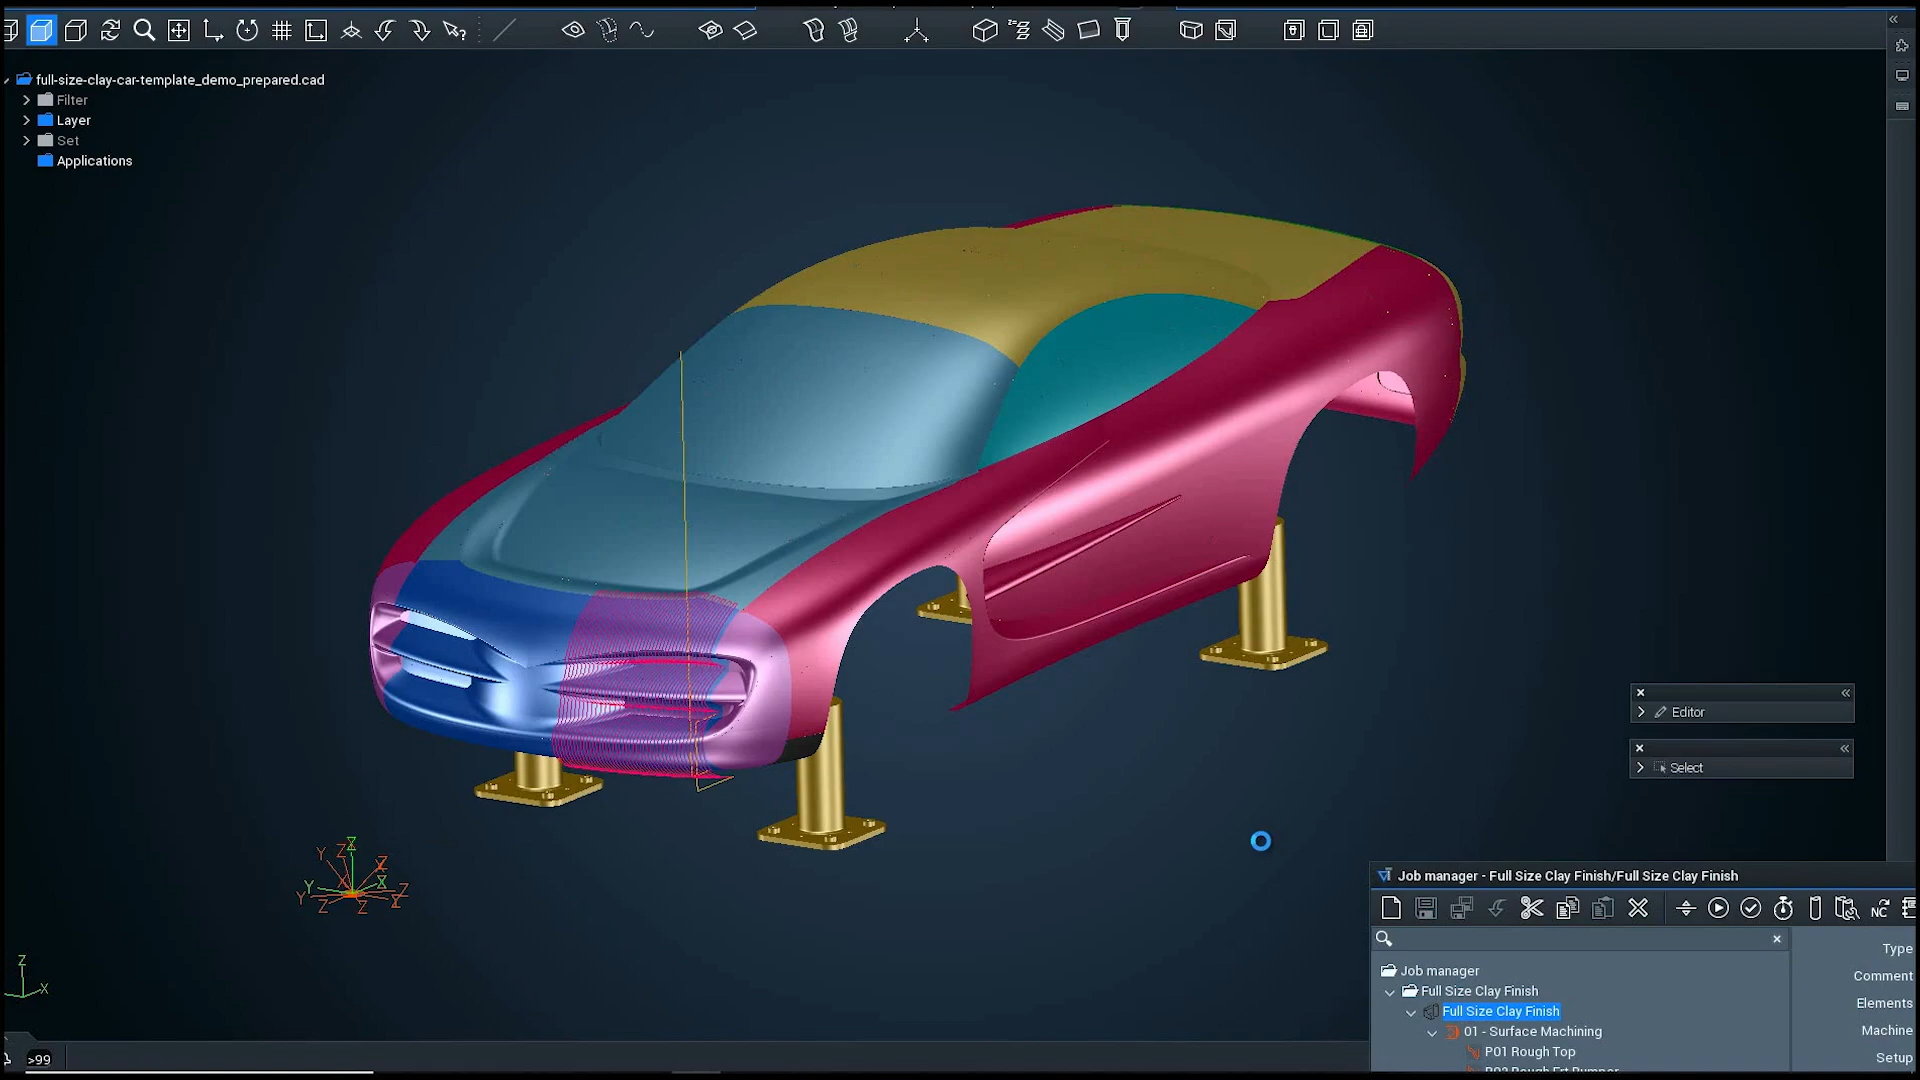 full-size-clay-car-template_demo_prepared.cad
Filter
Layer
Set
Applications
Editor
Select
Job manager - Full Size Clay Finish/Full Size Clay Finish
NC
Type
Job manager
Comment
Full Size Clay Finish
Elements
Full Size Clay Finish
01 - Surface Machining
Machine
P01 Rough Top
Setup
Z
X
>99